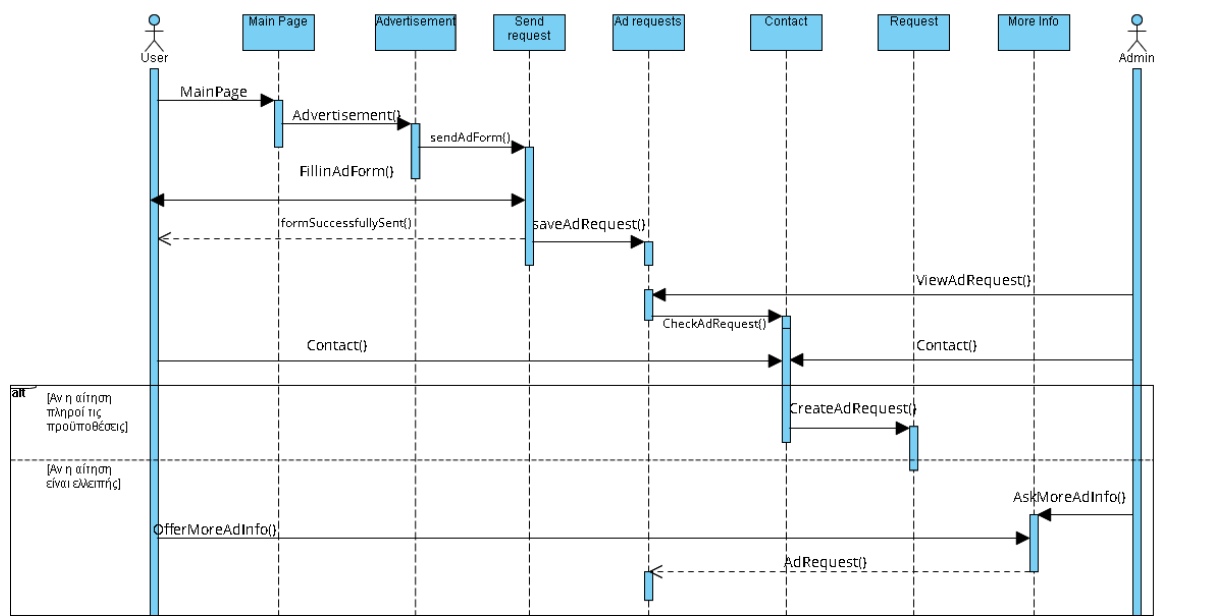 Main Page
Advertisement
Send
request
Ad requests
Contact
Request
More Info
User
Admin
MainPage
Advertisement()
sendAdForm()
FillinAdForm()
formSuccessfullySent()
saveAdRequest()
ViewAdRequest()
CheckAdRequest()
Contact()
Contact()
alt
[Αν η αίτηση
πληροί τις
προϋποθέσεις]
CreateAdRequest()
[Αν η αίτηση
είναι ελλειπής]
AskMoreAdInfo()
OfferMoreAdInfo()
AdRequest()